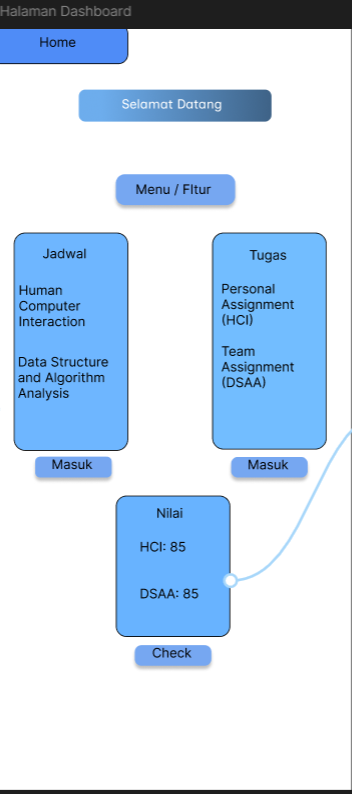 Halaman Dashboard
Home
Selamat Datang
Menu / FItur
Jadwal
Human
Computer
Interaction
Data Structure
and Algorithm
Analysis
Masuk
Tugas
Personal
Assignment
(HCI)
Team
Assignment
(DSAA)
Masuk
Nilai
HCI: 85
DSAA: 85
Check